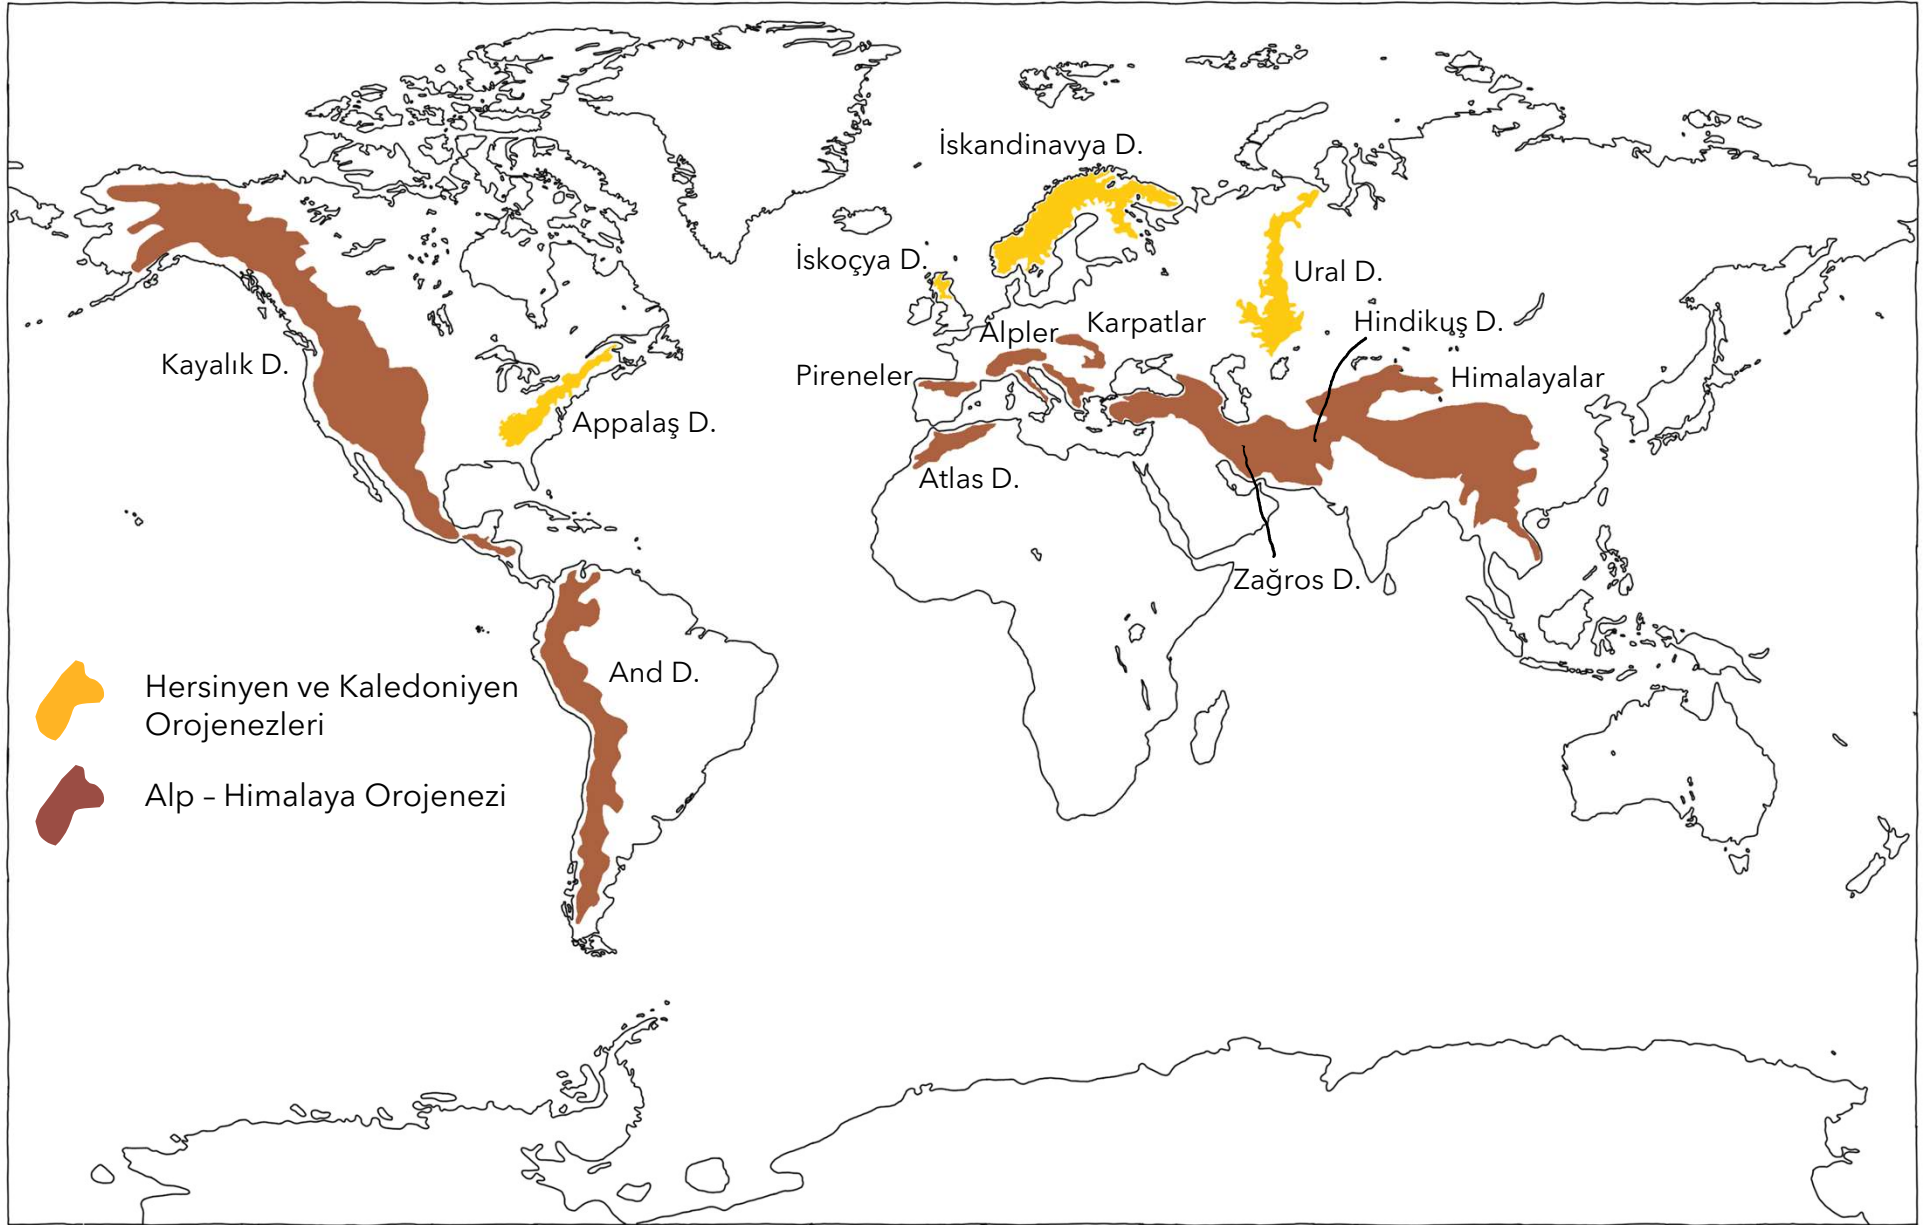 İskandinavya D.
İskoçya D.
Ural D.
Alpler
Karpatlar
Hindikuş D.
Kayalık D.
Pireneler
Himalayalar
Appalaş D.
Atlas D.
Zağros D.
And D.
Hersinyen ve Kaledoniyen
Orojenezleri
Alp – Himalaya Orojenezi